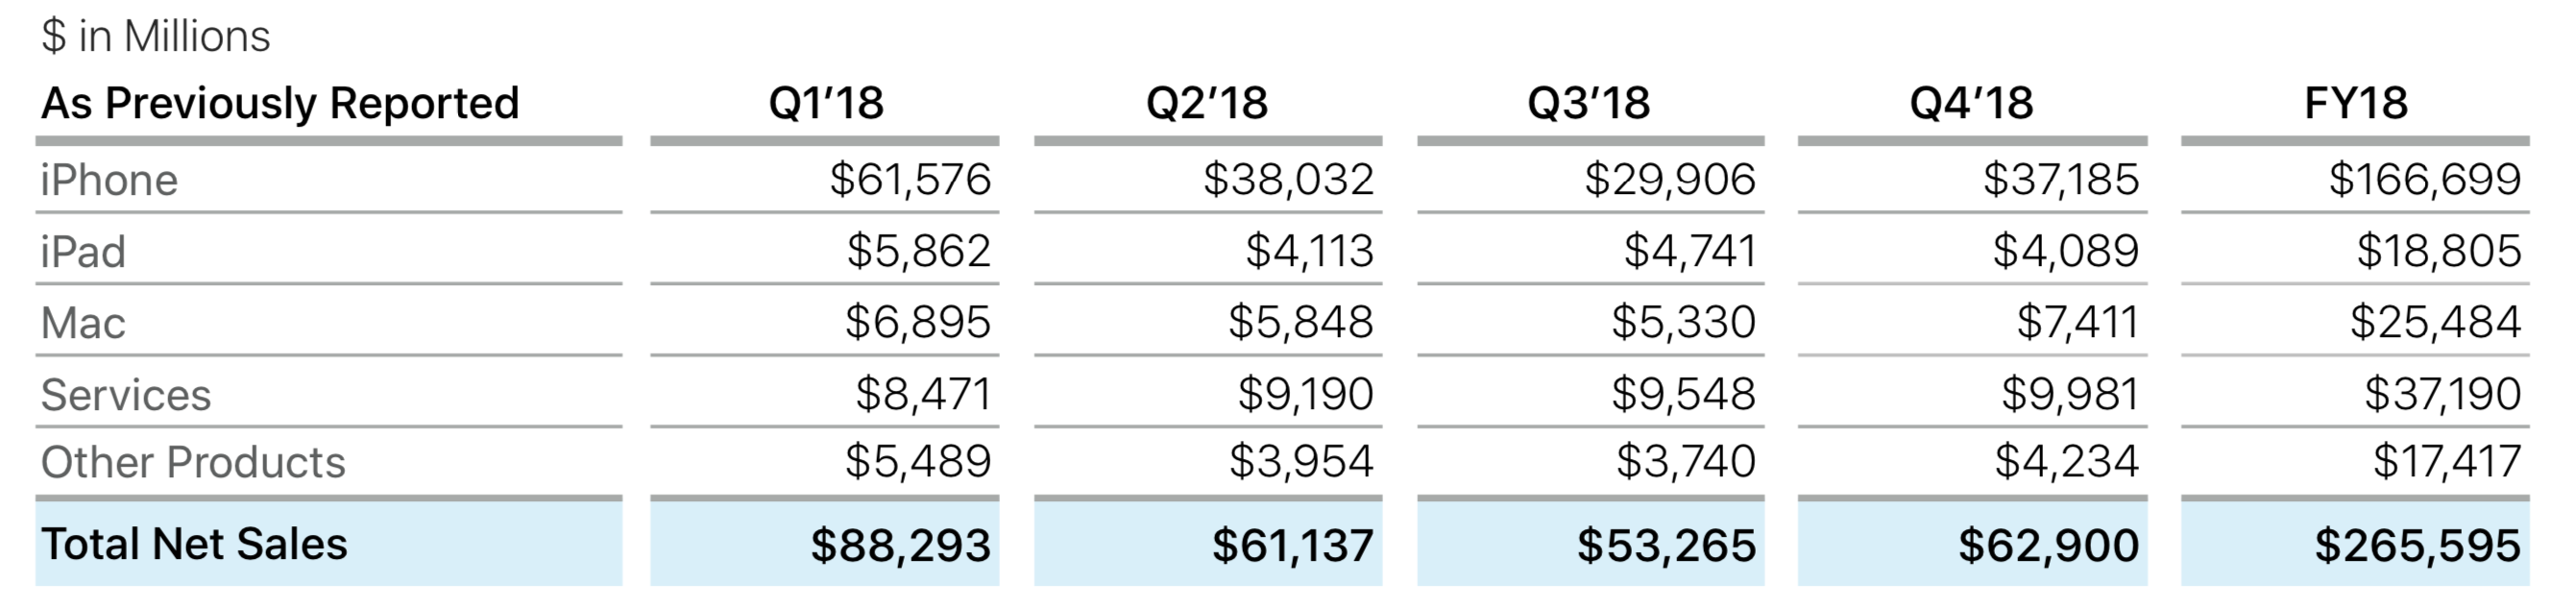 $ in Millions
As Previously Reported Q1’18 Q2’18 Q3’18 Q4’18 FY18
iPhone $61,576 $38,032 $29,906 $37,185 $166,699
iPad $5,862 $4,113 $4,741 $4,089 $18,805
Mac $6,895 $5,848 $5,330 $7,411 $25,484
Services $8,471 $9,190 $9,548 $9,981 $37,190
Other Products $5,489 $3,954 $3,740 $4,234 $17,417
Total Net Sales $88,293 $61,137 $53,265 $62,900 $265,595